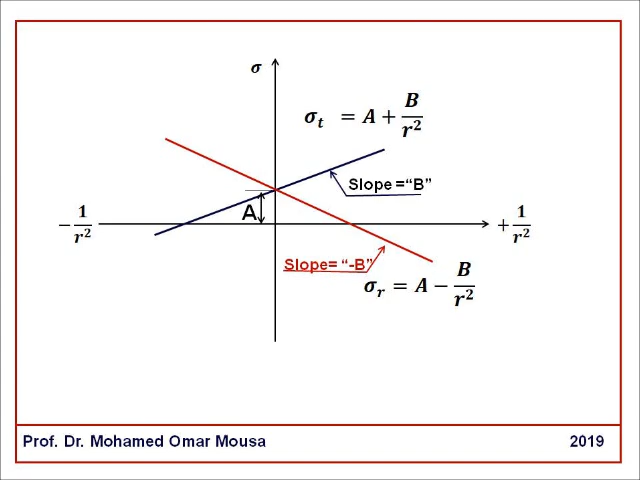 σ
σₜ = A + B/r²
Slope =“B”
A
− 1/r²
+ 1/r²
Slope= “-B”
σᵣ = A − B/r²
Prof. Dr. Mohamed Omar Mousa 2019